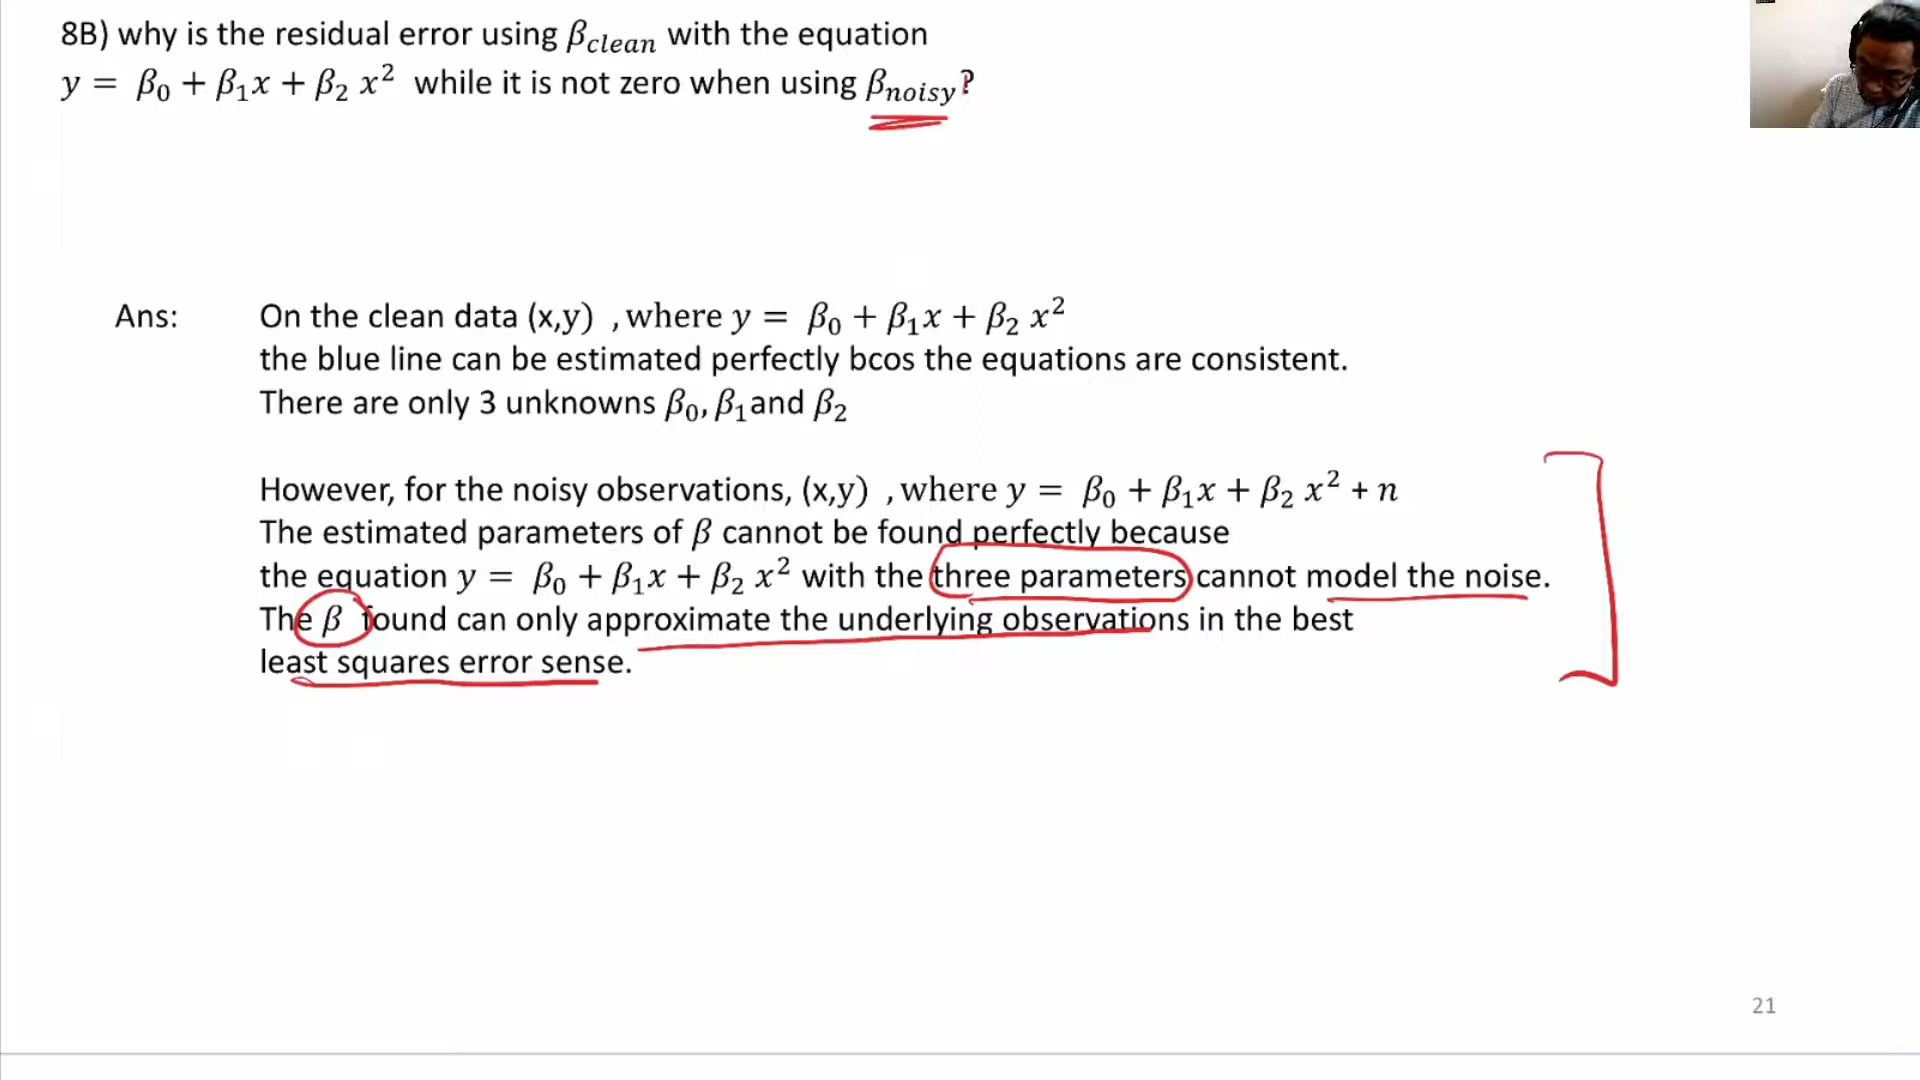 8B) why is the residual error using β_clean with the equation
y = β₀ + β₁x + β₂ x² while it is not zero when using β_noisy?
Ans: On the clean data (x,y) , where y = β₀ + β₁x + β₂ x²
the blue line can be estimated perfectly bcos the equations are consistent.
There are only 3 unknowns β₀, β₁and β₂
However, for the noisy observations, (x,y) , where y = β₀ + β₁x + β₂ x² + n
The estimated parameters of β cannot be found perfectly because
the equation y = β₀ + β₁x + β₂ x² with the three parameters cannot model the noise.
The β found can only approximate the underlying observations in the best
least squares error sense.
21